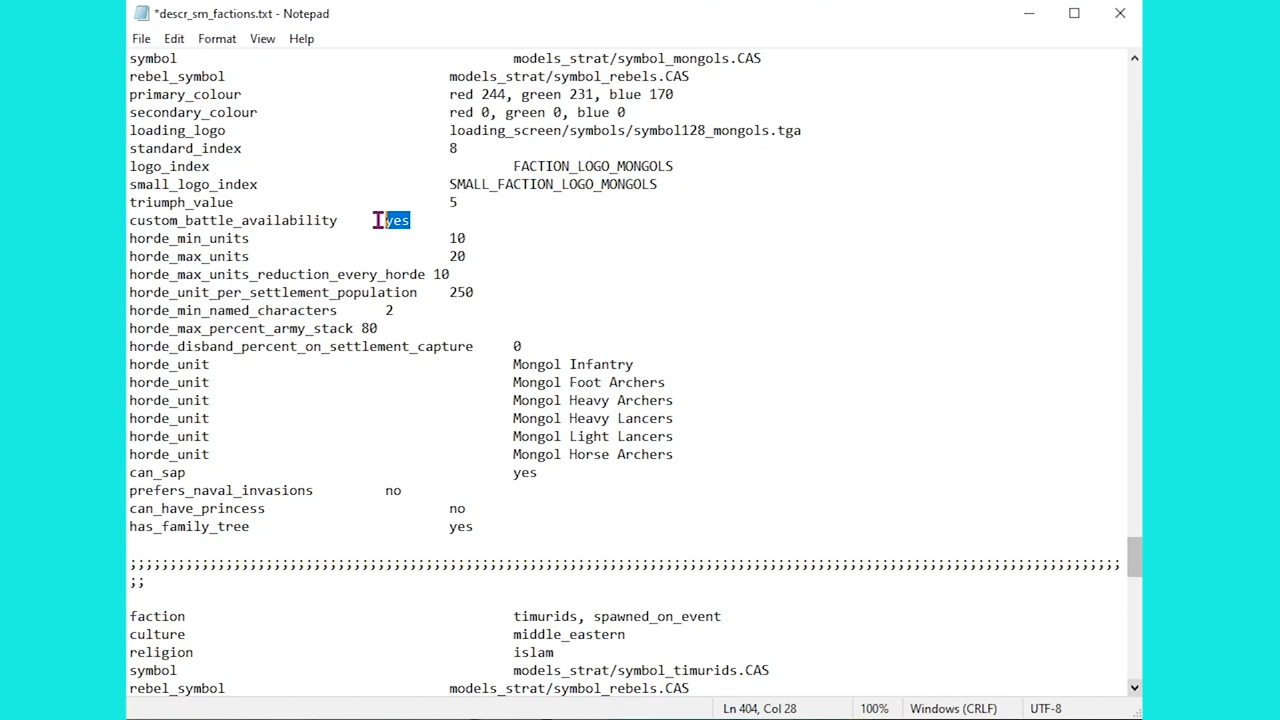 *descr_sm_factions.txt - Notepad
File Edit Format View Help
symbol models_strat/symbol_mongols.CAS
rebel_symbol models_strat/symbol_rebels.CAS
primary_colour red 244, green 231, blue 170
secondary_colour red 0, green 0, blue 0
loading_logo loading_screen/symbols/symbol128_mongols.tga
standard_index 8
logo_index FACTION_LOGO_MONGOLS
small_logo_index SMALL_FACTION_LOGO_MONGOLS
triumph_value 5
custom_battle_availability yes
horde_min_units 10
horde_max_units 20
horde_max_units_reduction_every_horde 10
horde_unit_per_settlement_population 250
horde_min_named_characters 2
horde_max_percent_army_stack 80
horde_disband_percent_on_settlement_capture 0
horde_unit Mongol Infantry
horde_unit Mongol Foot Archers
horde_unit Mongol Heavy Archers
horde_unit Mongol Heavy Lancers
horde_unit Mongol Light Lancers
horde_unit Mongol Horse Archers
can_sap yes
prefers_naval_invasions no
can_have_princess no
has_family_tree yes
;;;;;;;;;;;;;;;;;;;;;;;;;;;;;;;;;;;;;;;;;;;;;;;;;;;;;;;;;;;;;;;;;;;;;;;;;;;;;;;;;;;;;;;;;;;;;;;;;;;;;;;;;;;;;;;;;;;;;;;;;;;;
;;
faction timurids, spawned_on_event
culture middle_eastern
religion islam
symbol models_strat/symbol_timurids.CAS
rebel_symbol models_strat/symbol_rebels.CAS
Ln 404, Col 28 100% Windows (CRLF) UTF-8